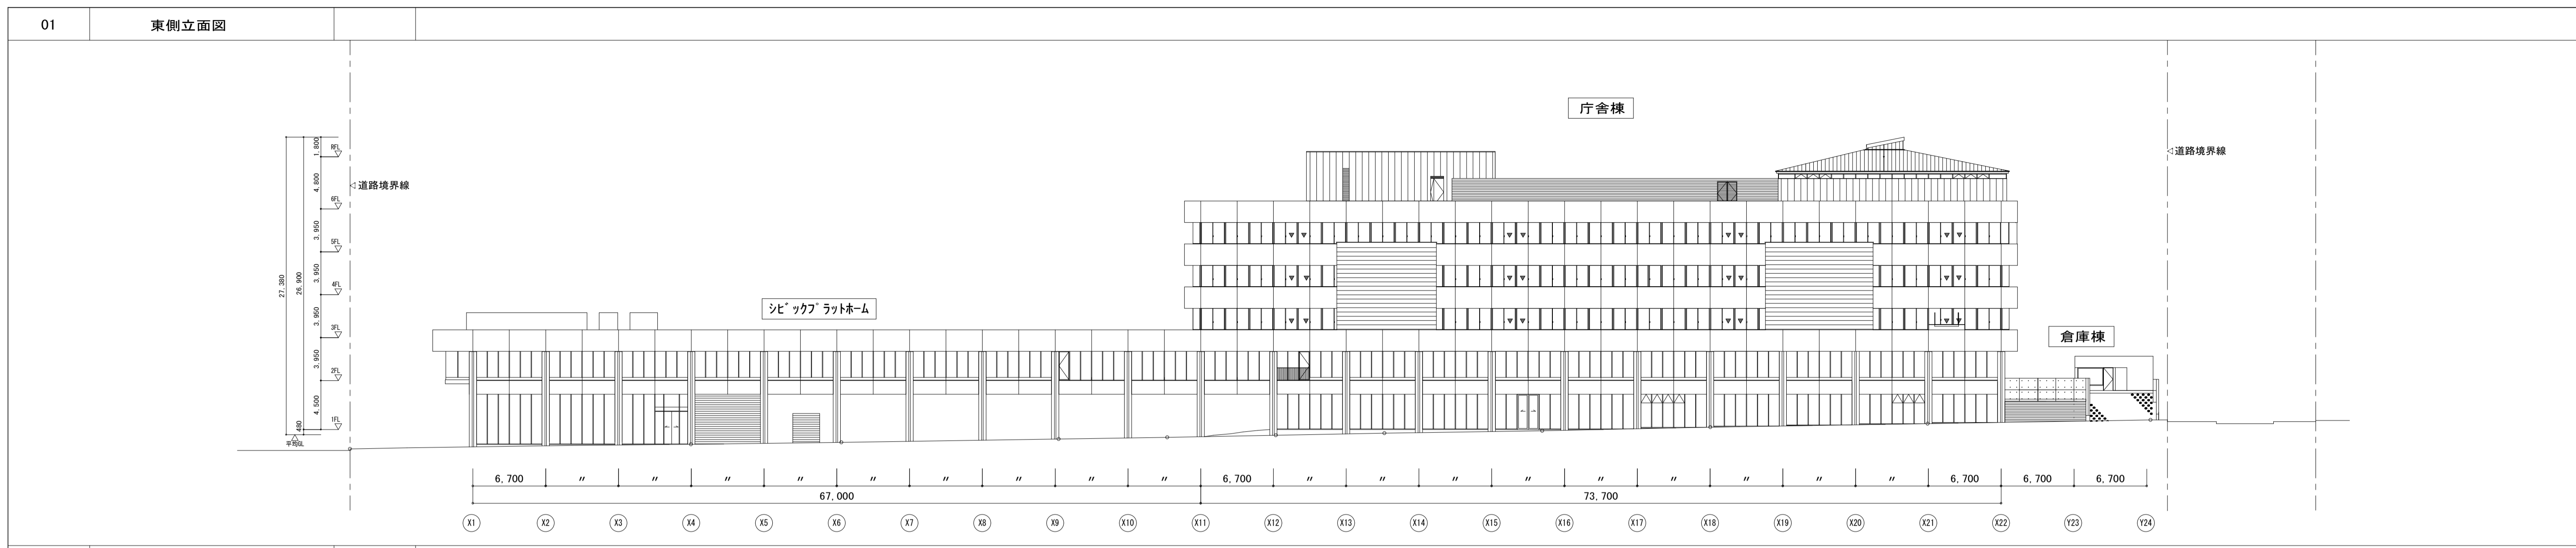 01 東側立面図
庁舎棟
道路境界線
道路境界線
RFL
6FL
5FL
4FL
3FL
2FL
1FL
平均GL
1,800
4,800
3,950
3,950
3,950
3,950
4,500
480
26,900
27,380
シビックプラットホーム
倉庫棟
6,700 〃 〃 〃 〃 〃 〃 〃 〃 〃 6,700 〃 〃 〃 〃 〃 〃 〃 〃 〃 6,700 6,700 6,700
67,000 73,700
X1 X2 X3 X4 X5 X6 X7 X8 X9 X10 X11 X12 X13 X14 X15 X16 X17 X18 X19 X20 X21 X22 Y23 Y24